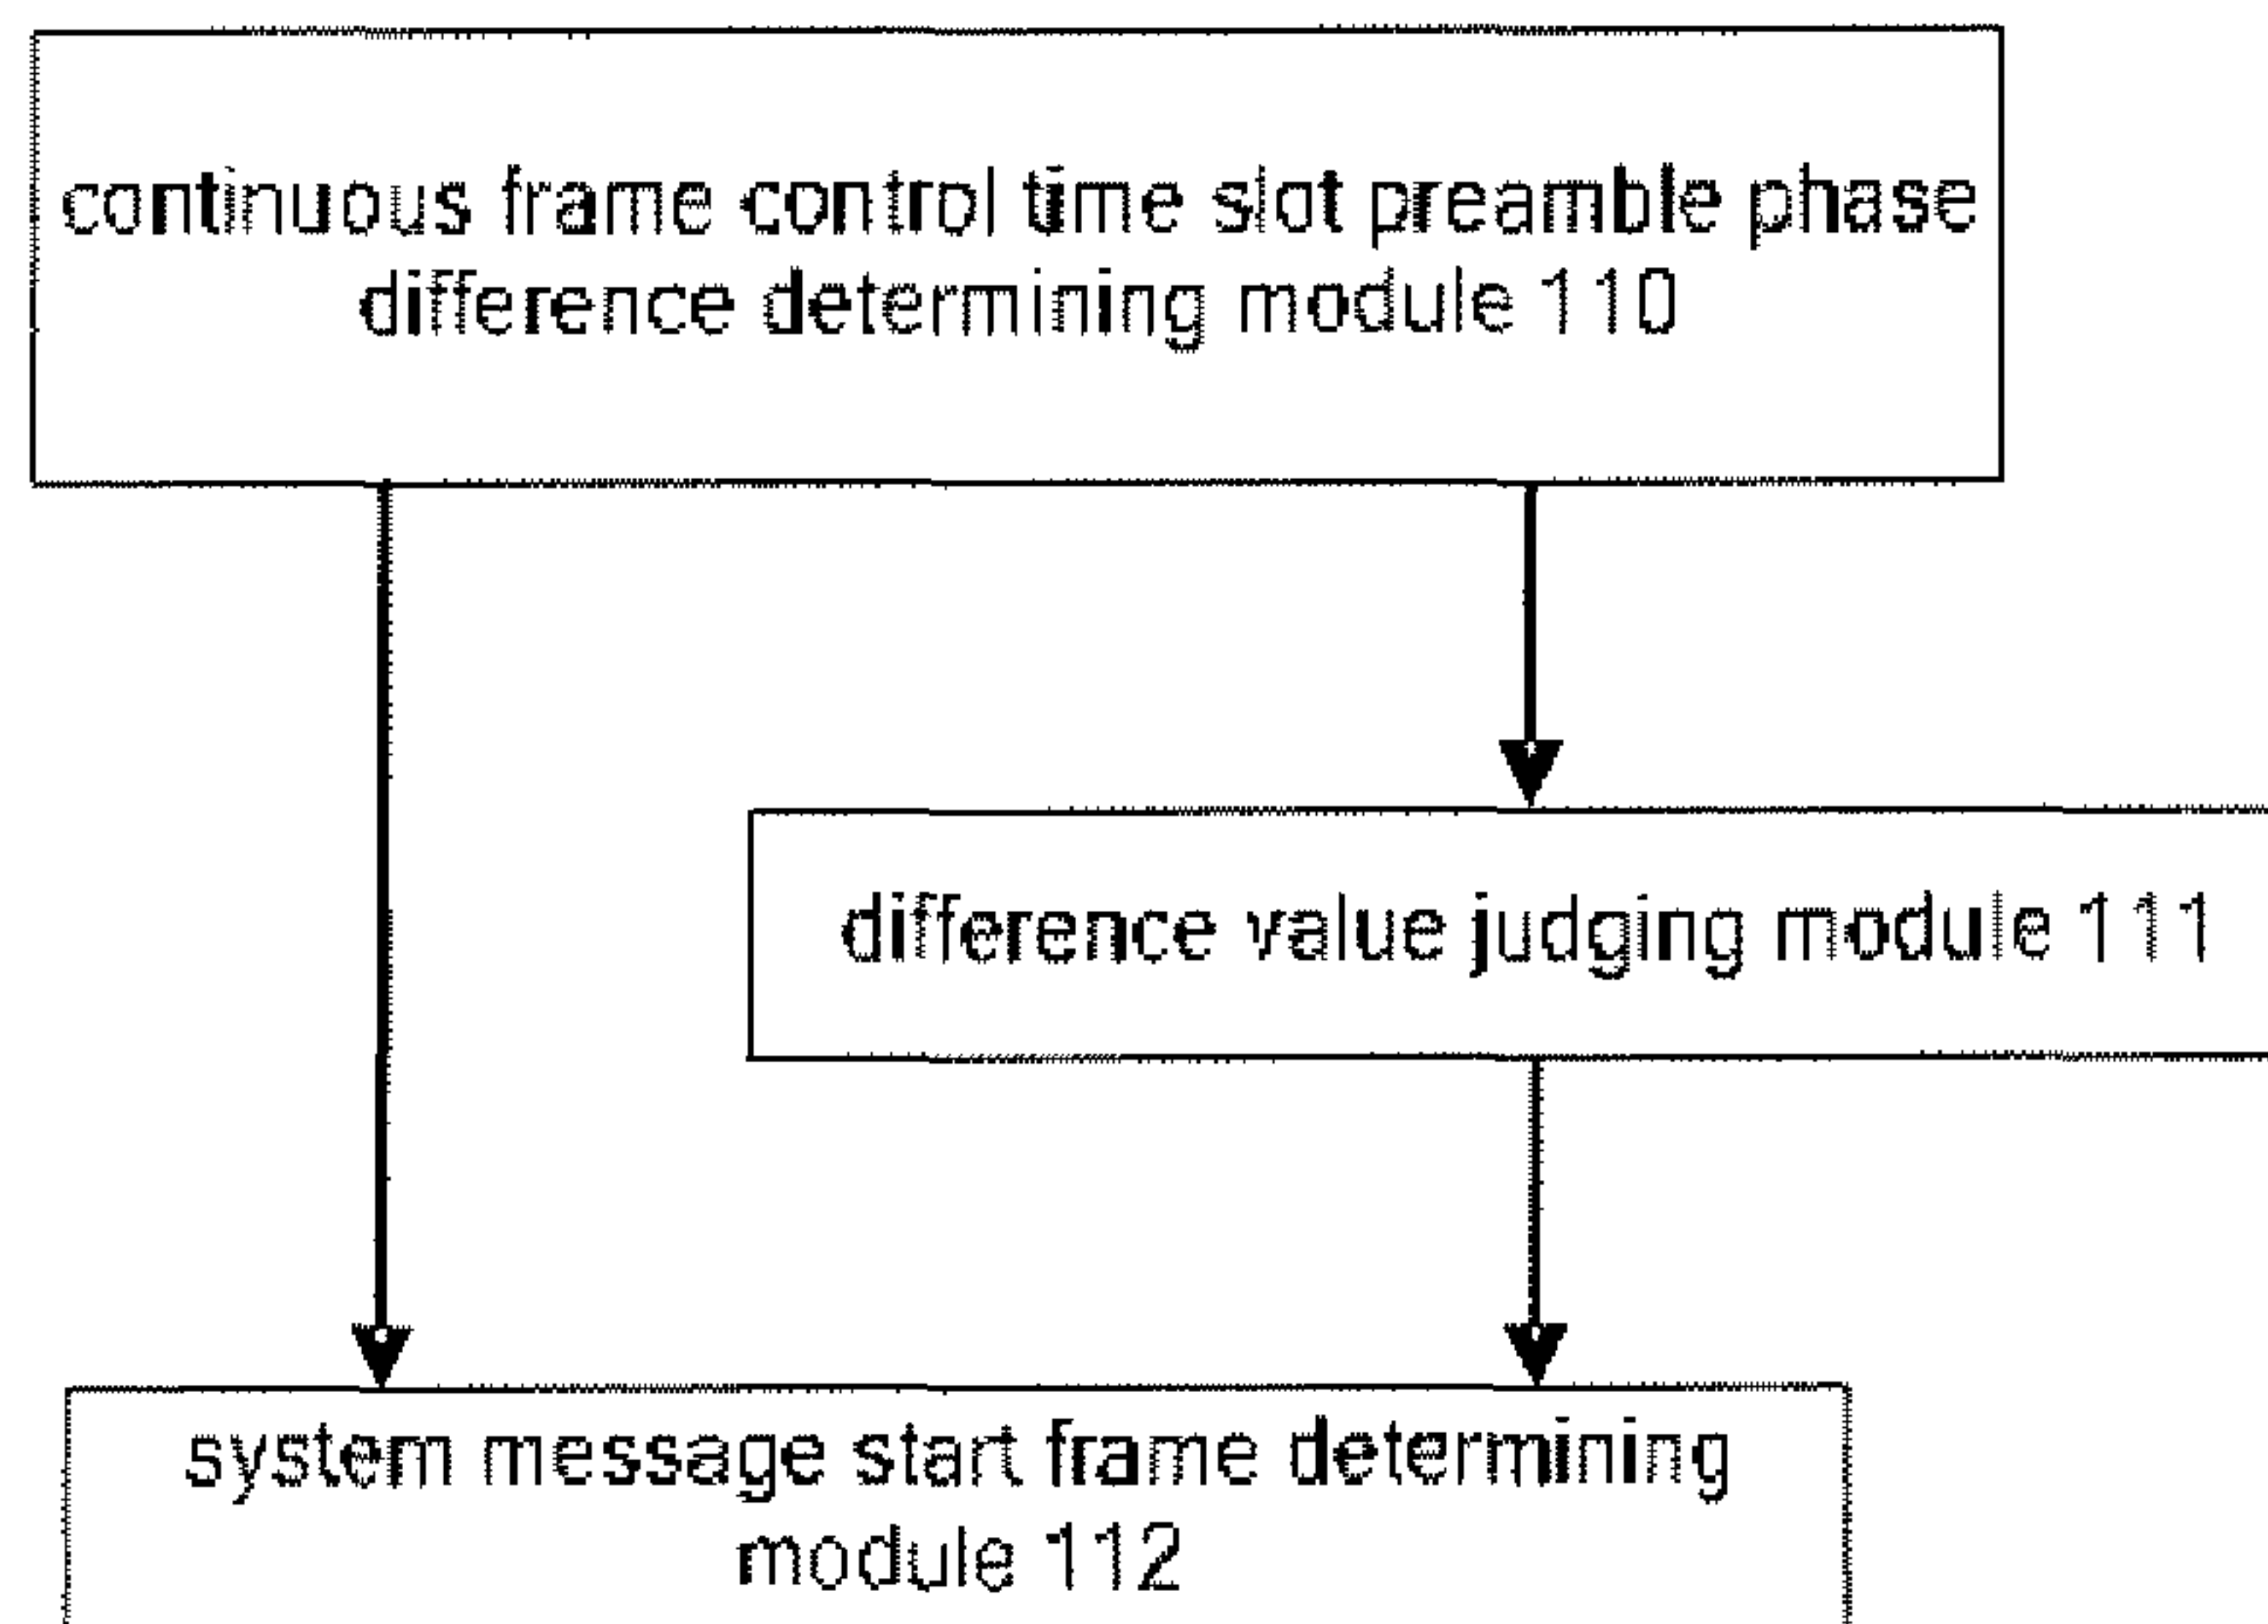 continuous frame control time slot preamble phase
difference determining module 110
difference value judging module 111
system message start frame determining
module 112